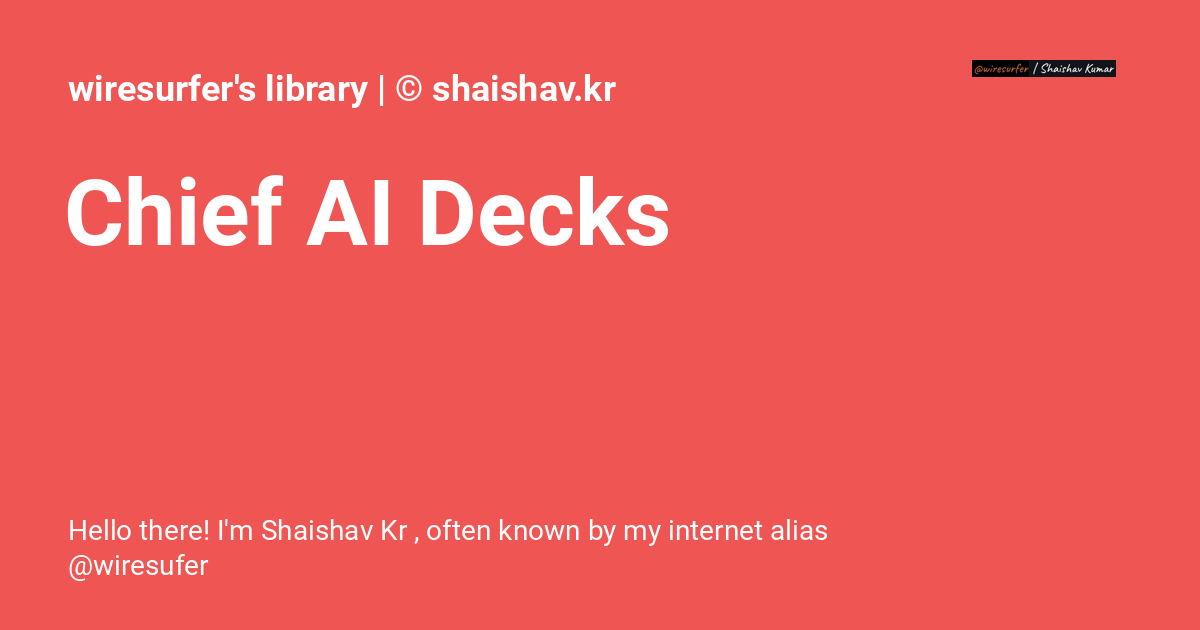 wiresurfer's library | © shaishav.kr
@wiresurfer | Shaishav Kumar
Chief AI Decks
Hello there! I'm Shaishav Kr , often known by my internet alias
@wiresufer